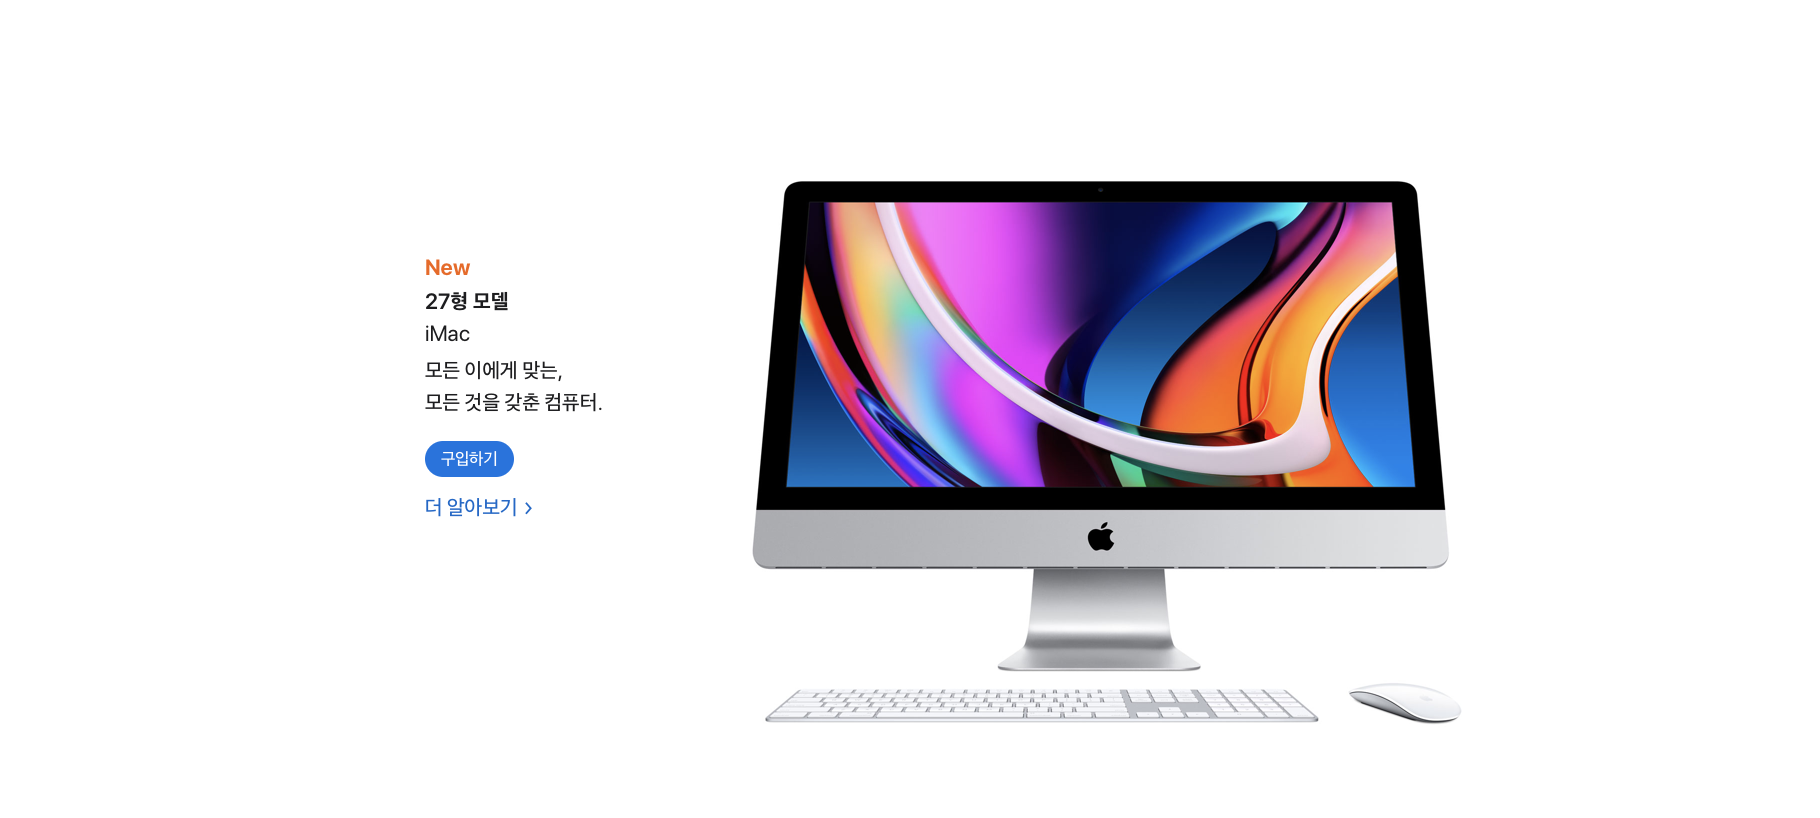 New
27형 모델
iMac
모든 이에게 맞는,
모든 것을 갖춘 컴퓨터.
구입하기
더 알아보기 >